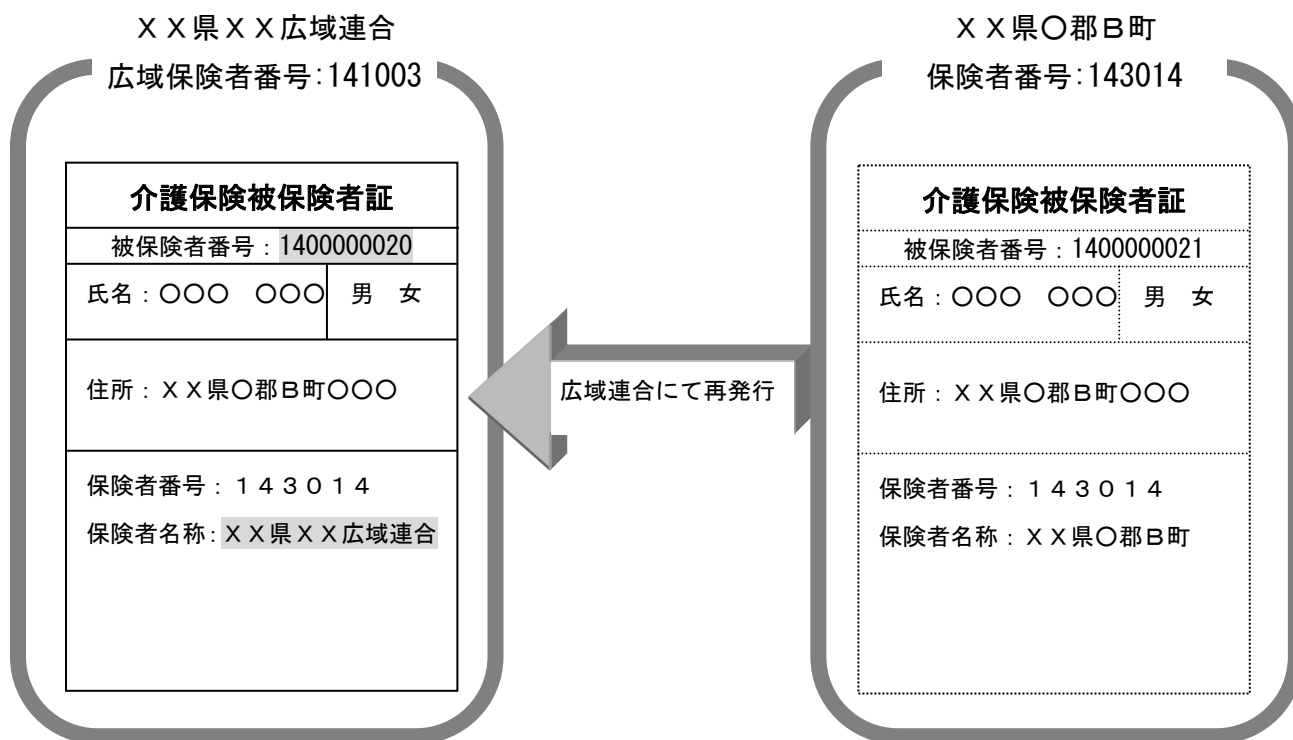 ＸＸ県ＸＸ広域連合
広域保険者番号:141003
介護保険被保険者証
被保険者番号：1400000020
氏名：〇〇〇　〇〇〇　男　女
住所：ＸＸ県〇郡Ｂ町〇〇〇
保険者番号：１４３０１４
保険者名称：ＸＸ県ＸＸ広域連合
広域連合にて再発行
ＸＸ県〇郡Ｂ町
保険者番号:143014
介護保険被保険者証
被保険者番号：1400000021
氏名：〇〇〇　〇〇〇　男　女
住所：ＸＸ県〇郡Ｂ町〇〇〇
保険者番号：１４３０１４
保険者名称：ＸＸ県〇郡Ｂ町